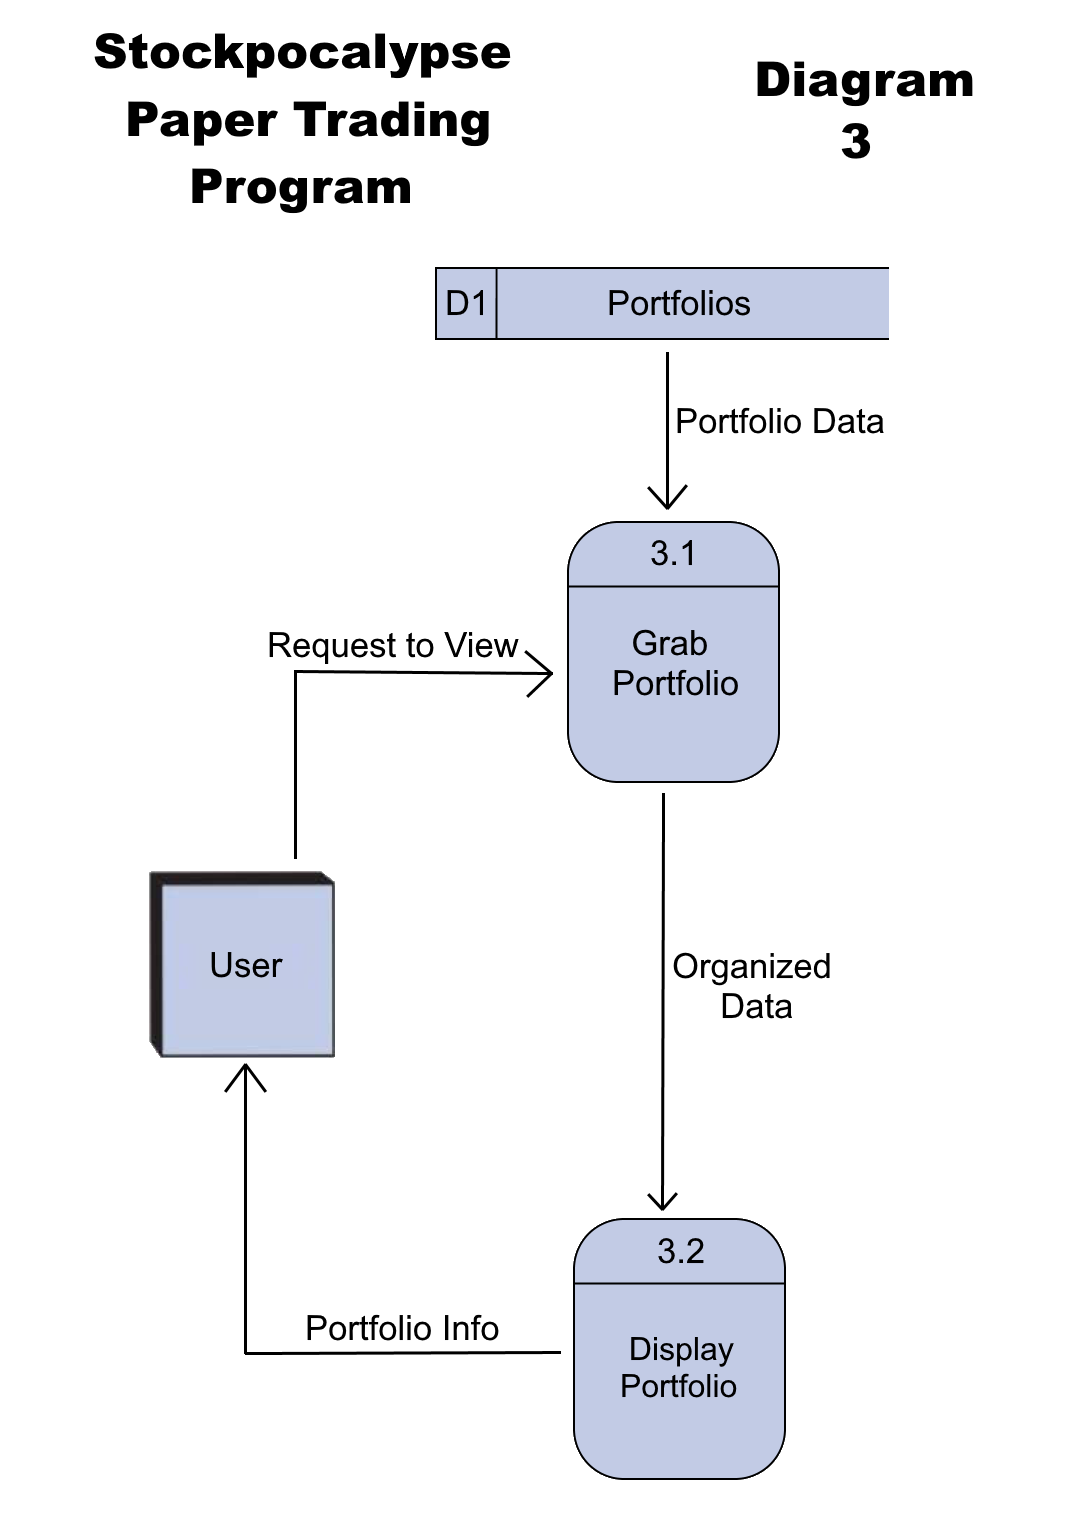 Stockpocalypse
Paper Trading
Program
Diagram
3
D1
Portfolios
Portfolio Data
3.1
Grab
Portfolio
Request to View
User
Organized
Data
3.2
Display
Portfolio
Portfolio Info